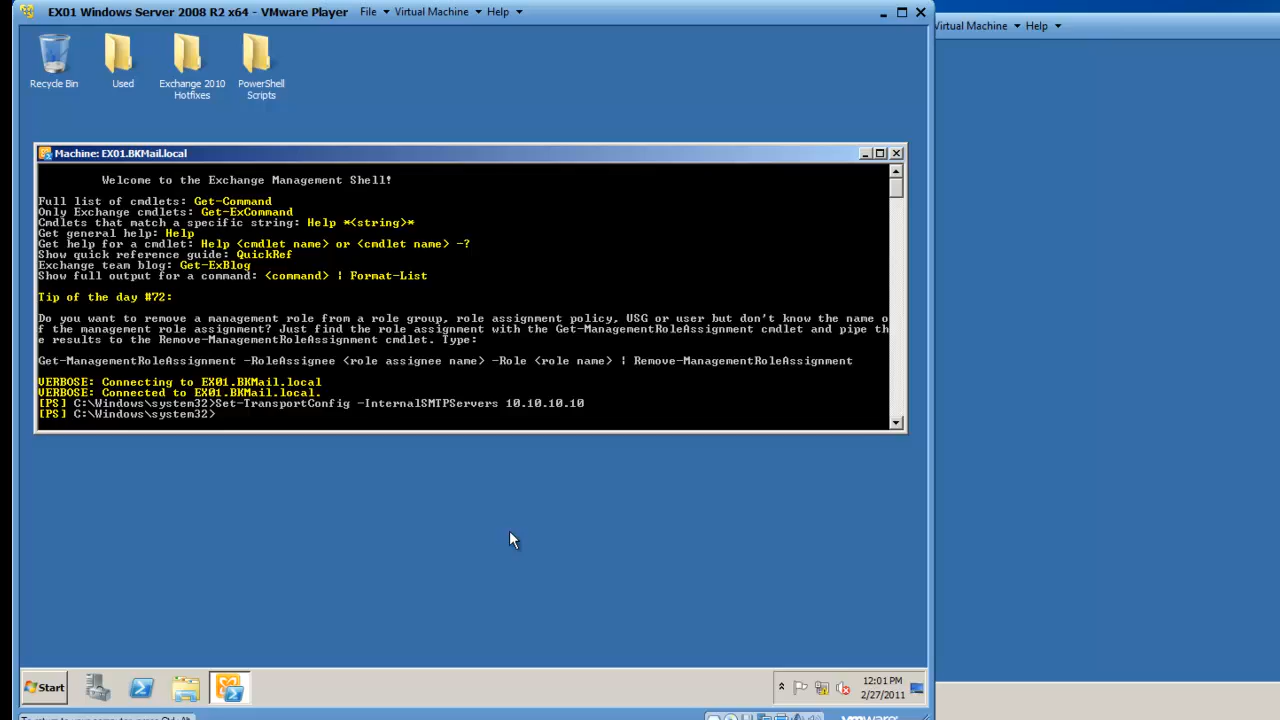 EX01 Windows Server 2008 R2 x64 - VMware Player File Virtual Machine Help
Virtual Machine Help
Recycle Bin
Used
Exchange 2010
Hotfixes
PowerShell
Scripts
Machine: EX01.BKMail.local
Welcome to the Exchange Management Shell!
Full list of cmdlets: Get-Command
Only Exchange cmdlets: Get-ExCommand
Cmdlets that match a specific string: Help *<string>*
Get general help: Help
Get help for a cmdlet: Help <cmdlet name> or <cmdlet name> -?
Show quick reference guide: QuickRef
Exchange team blog: Get-ExBlog
Show full output for a command: <command> | Format-List
Tip of the day #72:
Do you want to remove a management role from a role group, role assignment policy, USG or user but don't know the name o
f the management role assignment? Just find the role assignment with the Get-ManagementRoleAssignment cmdlet and pipe th
e results to the Remove-ManagementRoleAssignment cmdlet. Type:
Get-ManagementRoleAssignment -RoleAssignee <role assignee name> -Role <role name> | Remove-ManagementRoleAssignment
VERBOSE: Connecting to EX01.BKMail.local
VERBOSE: Connected to EX01.BKMail.local.
[PS] C:\Windows\system32>Set-TransportConfig -InternalSMTPServers 10.10.10.10
[PS] C:\Windows\system32>
Start
12:01 PM
2/27/2011
vmware